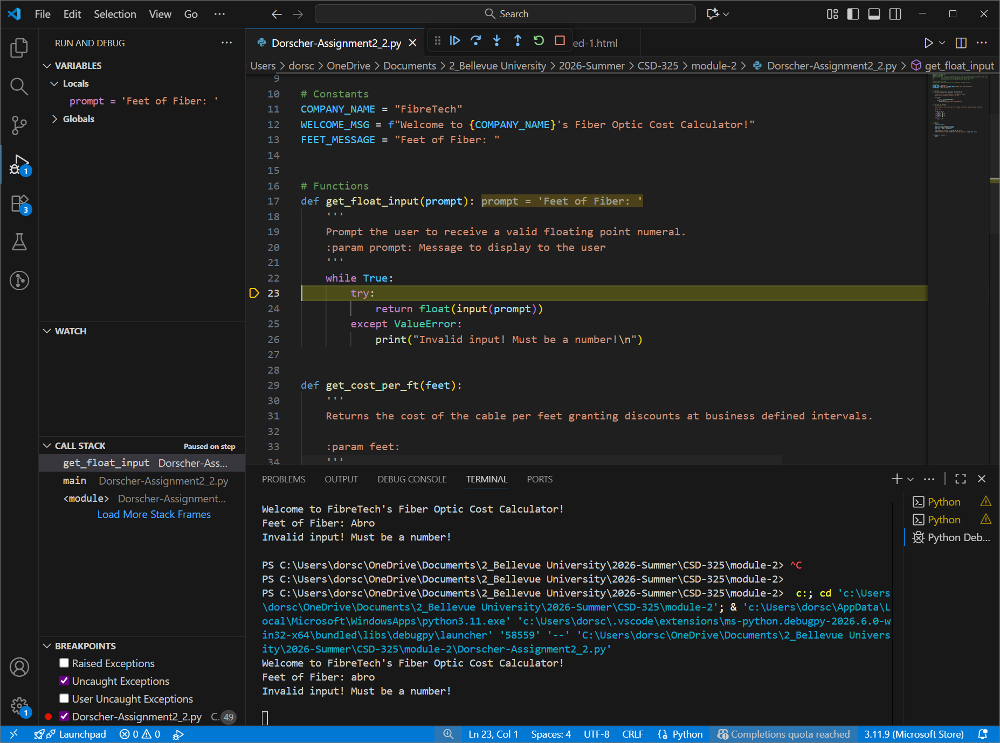 File Edit Selection View Go ···
Search
RUN AND DEBUG ···
VARIABLES
Locals
prompt = 'Feet of Fiber: '
Globals
WATCH
CALL STACK Paused on step
get_float_input Dorscher-Ass...
main Dorscher-Assignment2_2.py
<module> Dorscher-Assignment...
Load More Stack Frames
BREAKPOINTS
Raised Exceptions
Uncaught Exceptions
User Uncaught Exceptions
Dorscher-Assignment2_2.py C. 49
1
3
1
Dorscher-Assignment2_2.py ed-1.html
Users > dorsc > OneDrive > Documents > 2_Bellevue University > 2026-Summer > CSD-325 > module-2 > Dorscher-Assignment2_2.py > get_float_input
9
10 # Constants
11 COMPANY_NAME = "FibreTech"
12 WELCOME_MSG = f"Welcome to {COMPANY_NAME}'s Fiber Optic Cost Calculator!"
13 FEET_MESSAGE = "Feet of Fiber: "
14
15
16 # Functions
17 def get_float_input(prompt): prompt = 'Feet of Fiber: '
18 '''
19 Prompt the user to receive a valid floating point numeral.
20 :param prompt: Message to display to the user
21 '''
22 while True:
23 try:
24 return float(input(prompt))
25 except ValueError:
26 print("Invalid input! Must be a number!\n")
27
28
29 def get_cost_per_ft(feet):
30 '''
31 Returns the cost of the cable per feet granting discounts at business defined intervals.
32
33 :param feet:
34 '''
PROBLEMS OUTPUT DEBUG CONSOLE TERMINAL PORTS
Welcome to FibreTech's Fiber Optic Cost Calculator!
Feet of Fiber: Abro
Invalid input! Must be a number!
PS C:\Users\dorsc\OneDrive\Documents\2_Bellevue University\2026-Summer\CSD-325\module-2> ^C
PS C:\Users\dorsc\OneDrive\Documents\2_Bellevue University\2026-Summer\CSD-325\module-2>
PS C:\Users\dorsc\OneDrive\Documents\2_Bellevue University\2026-Summer\CSD-325\module-2>  c:; cd 'c:\Users
\dorsc\OneDrive\Documents\2_Bellevue University\2026-Summer\CSD-325\module-2'; & 'c:\Users\dorsc\AppData\L
ocal\Microsoft\WindowsApps\python3.11.exe' 'c:\Users\dorsc\.vscode\extensions\ms-python.debugpy-2026.6.0-w
in32-x64\bundled\libs\debugpy\launcher' '58559' '--' 'C:\Users\dorsc\OneDrive\Documents\2_Bellevue Univers
ity\2026-Summer\CSD-325\module-2\Dorscher-Assignment2_2.py'
Welcome to FibreTech's Fiber Optic Cost Calculator!
Feet of Fiber: abro
Invalid input! Must be a number!
Python
Python
Python Deb...
Launchpad 0 0 Ln 23, Col 1 Spaces: 4 UTF-8 CRLF Python Completions quota reached 3.11.9 (Microsoft Store)